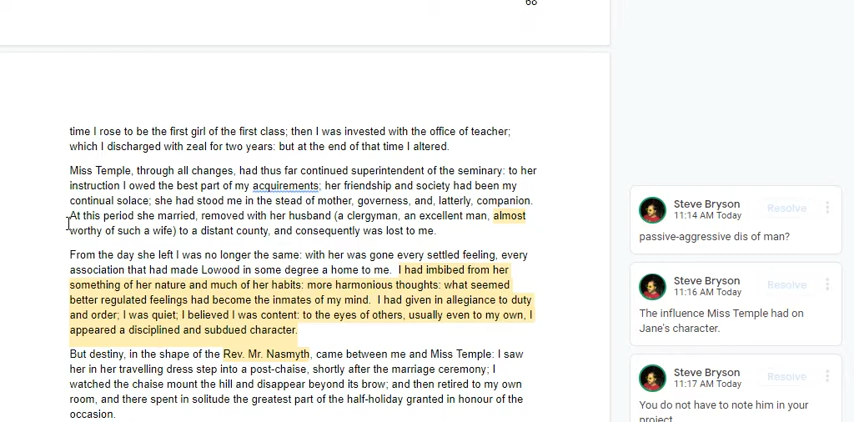 68
time I rose to be the first girl of the first class; then I was invested with the office of teacher;
which I discharged with zeal for two years: but at the end of that time I altered.
Miss Temple, through all changes, had thus far continued superintendent of the seminary: to her
instruction I owed the best part of my acquirements; her friendship and society had been my
continual solace; she had stood me in the stead of mother, governess, and, latterly, companion.
At this period she married, removed with her husband (a clergyman, an excellent man, almost
worthy of such a wife) to a distant county, and consequently was lost to me.
From the day she left I was no longer the same: with her was gone every settled feeling, every
association that had made Lowood in some degree a home to me.  I had imbibed from her
something of her nature and much of her habits: more harmonious thoughts: what seemed
better regulated feelings had become the inmates of my mind.  I had given in allegiance to duty
and order; I was quiet; I believed I was content: to the eyes of others, usually even to my own, I
appeared a disciplined and subdued character.
But destiny, in the shape of the Rev. Mr. Nasmyth, came between me and Miss Temple: I saw
her in her travelling dress step into a post-chaise, shortly after the marriage ceremony; I
watched the chaise mount the hill and disappear beyond its brow; and then retired to my own
room, and there spent in solitude the greatest part of the half-holiday granted in honour of the
occasion.
Steve Bryson
11:14 AM Today
Resolve
passive-aggressive dis of man?
Steve Bryson
11:16 AM Today
Resolve
The influence Miss Temple had on
Jane's character.
Steve Bryson
11:17 AM Today
Resolve
You do not have to note him in your
project